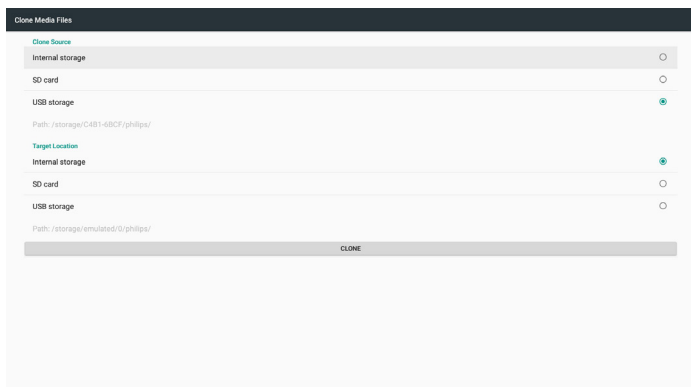 Clone Media Files
Clone Source
Internal storage
SD card
USB storage
Path: /storage/C4B1-6BCF/philips/
Target Location
Internal storage
SD card
USB storage
Path: /storage/emulated/0/philips/
CLONE